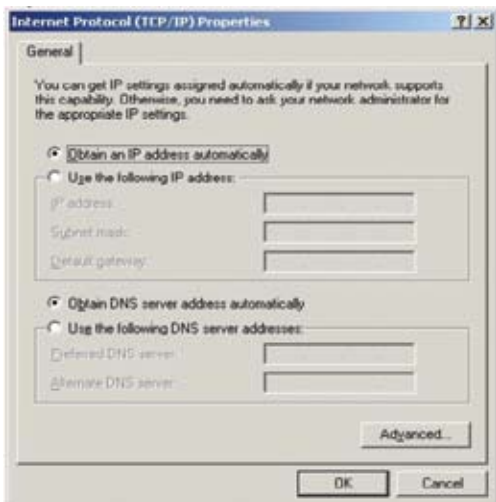 Internet Protocol (TCP/IP) Properties
General
You can get IP settings assigned automatically if your network supports
this capability. Otherwise, you need to ask your network administrator for
the appropriate IP settings.
Obtain an IP address automatically
Use the following IP address:
IP address:
Subnet mask:
Default gateway:
Obtain DNS server address automatically
Use the following DNS server addresses:
Preferred DNS server:
Alternate DNS server:
Advanced...
OK
Cancel